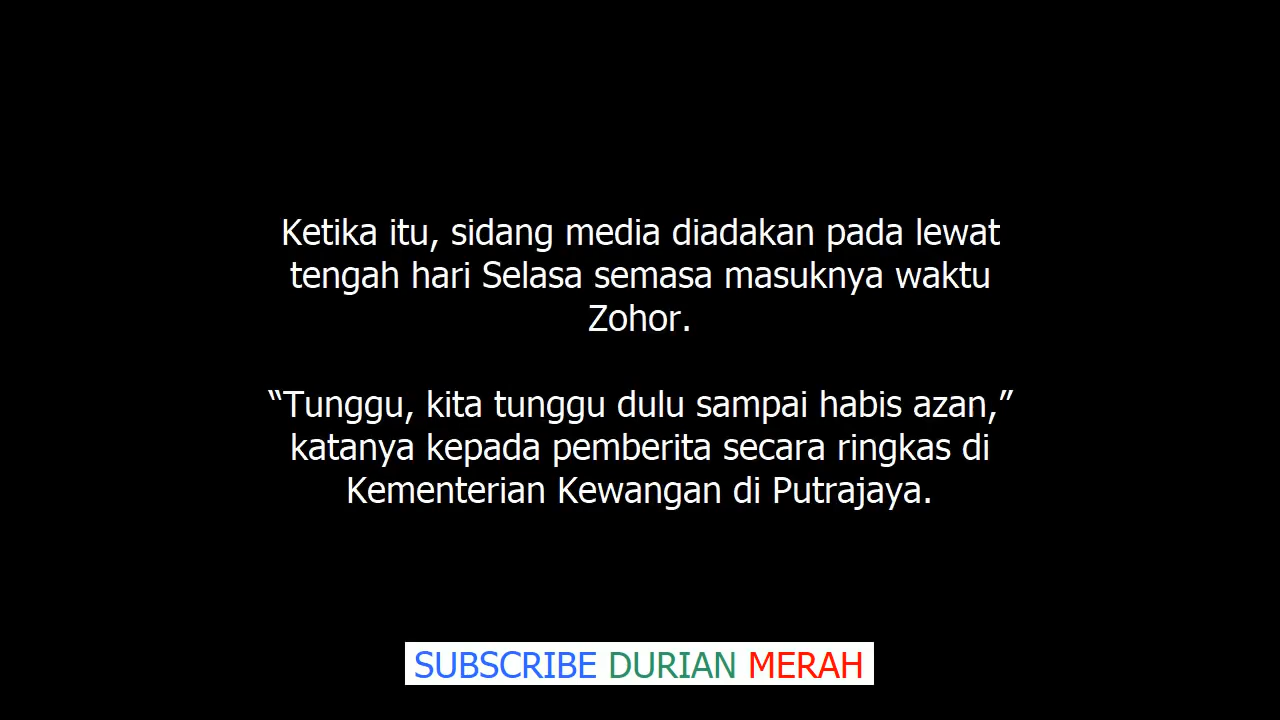 Ketika itu, sidang media diadakan pada lewat
tengah hari Selasa semasa masuknya waktu
Zohor.
“Tunggu, kita tunggu dulu sampai habis azan,”
katanya kepada pemberita secara ringkas di
Kementerian Kewangan di Putrajaya.
SUBSCRIBE DURIAN MERAH